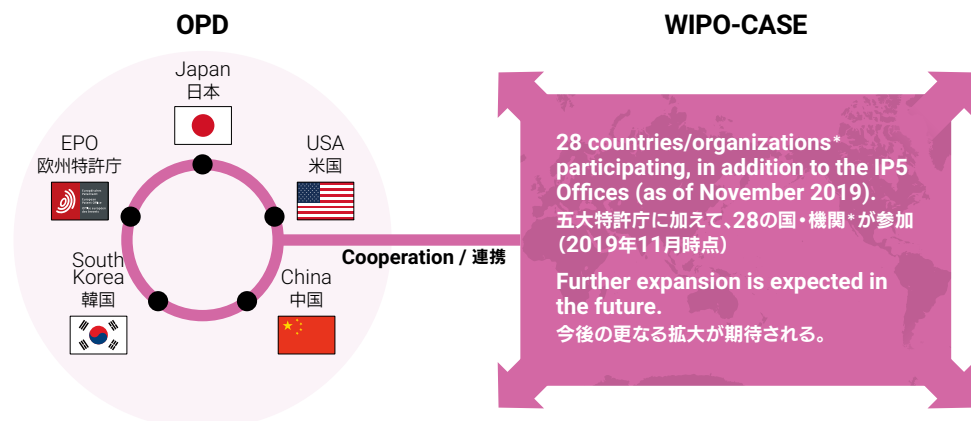 OPD
WIPO-CASE
Japan
日本
EPO
欧州特許庁
USA
米国
South
Korea
韓国
China
中国
Cooperation / 連携
28 countries/organizations*
participating, in addition to the IP5
Offices (as of November 2019).
五大特許庁に加えて、28の国・機関*が参加
（2019年11月時点）
Further expansion is expected in
the future.
今後の更なる拡大が期待される。